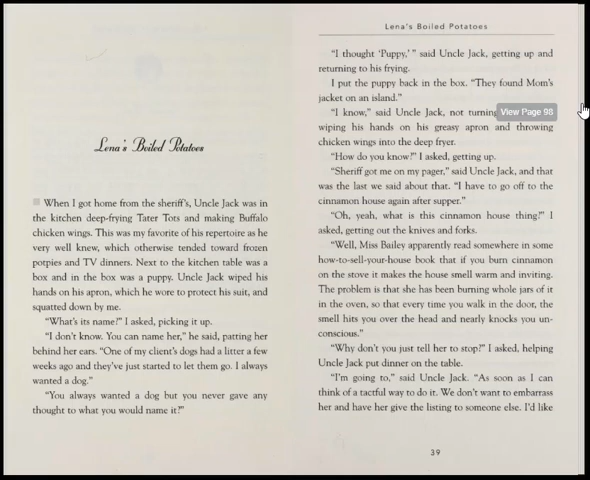 Lena's Boiled Potatoes
When I got home from the sheriff's, Uncle Jack was in
the kitchen deep-frying Tater Tots and making Buffalo
chicken wings. This was my favorite of his repertoire as he
very well knew, which otherwise tended toward frozen
potpies and TV dinners. Next to the kitchen table was a
box and in the box was a puppy. Uncle Jack wiped his
hands on his apron, which he wore to protect his suit, and
squatted down by me.
"What's its name?" I asked, picking it up.
"I don't know. You can name her," he said, patting her
behind her ears. "One of my client's dogs had a litter a few
weeks ago and they've just started to let them go. I always
wanted a dog."
"You always wanted a dog but you never gave any
thought to what you would name it?"
Lena's Boiled Potatoes
"I thought 'Puppy,' " said Uncle Jack, getting up and
returning to his frying.
I put the puppy back in the box. "They found Mom's
jacket on an island."
"I know," said Uncle Jack, not turning
View Page 98
wiping his hands on his greasy apron and throwing
chicken wings into the deep fryer.
"How do you know?" I asked, getting up.
"Sheriff got me on my pager," said Uncle Jack, and that
was the last we said about that. "I have to go off to the
cinnamon house again after supper."
"Oh, yeah, what is this cinnamon house thing?" I
asked, getting out the knives and forks.
"Well, Miss Bailey apparently read somewhere in some
how-to-sell-your-house book that if you burn cinnamon
on the stove it makes the house smell warm and inviting.
The problem is that she has been burning whole jars of it
in the oven, so that every time you walk in the door, the
smell hits you over the head and nearly knocks you un-
conscious."
"Why don't you just tell her to stop?" I asked, helping
Uncle Jack put dinner on the table.
"I'm going to," said Uncle Jack. "As soon as I can
think of a tactful way to do it. We don't want to embarrass
her and have her give the listing to someone else. I'd like
39